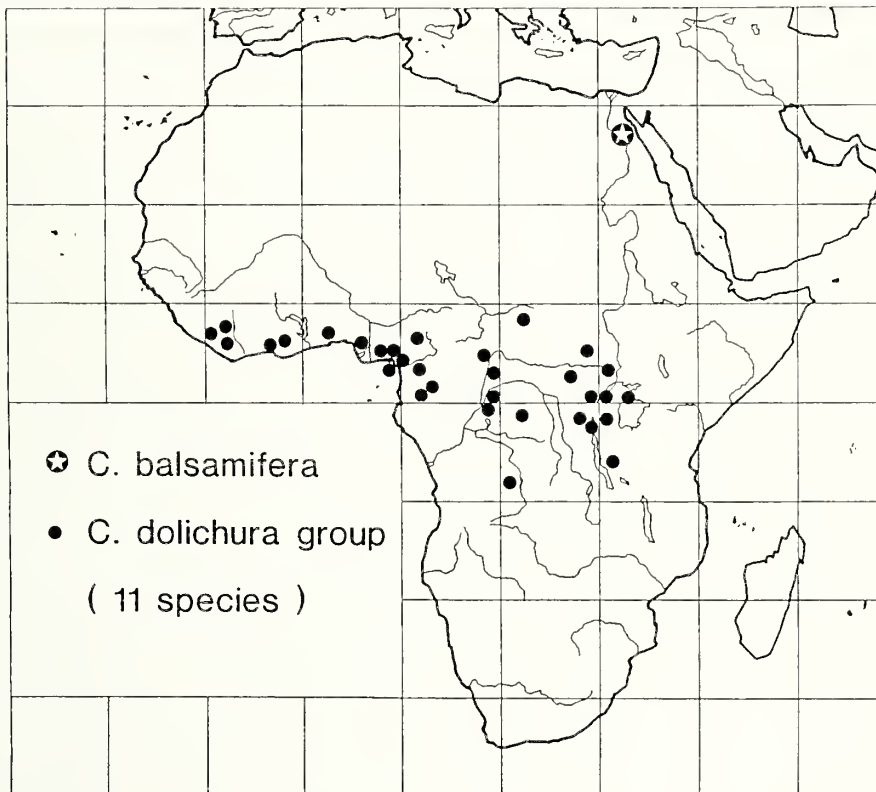 C. balsamifera
C. dolichura group
( 11 species )